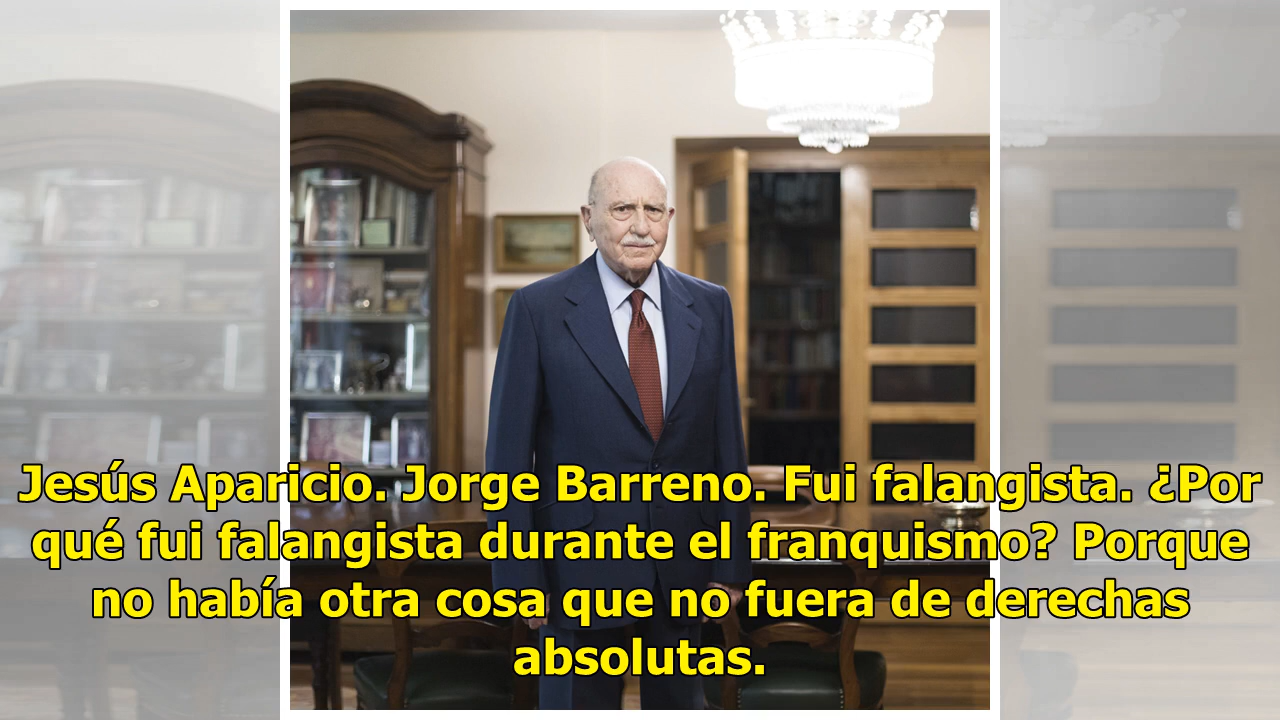 Jesús Aparicio. Jorge Barreno. Fui falangista. ¿Por
qué fui falangista durante el franquismo? Porque
no había otra cosa que no fuera de derechas
absolutas.